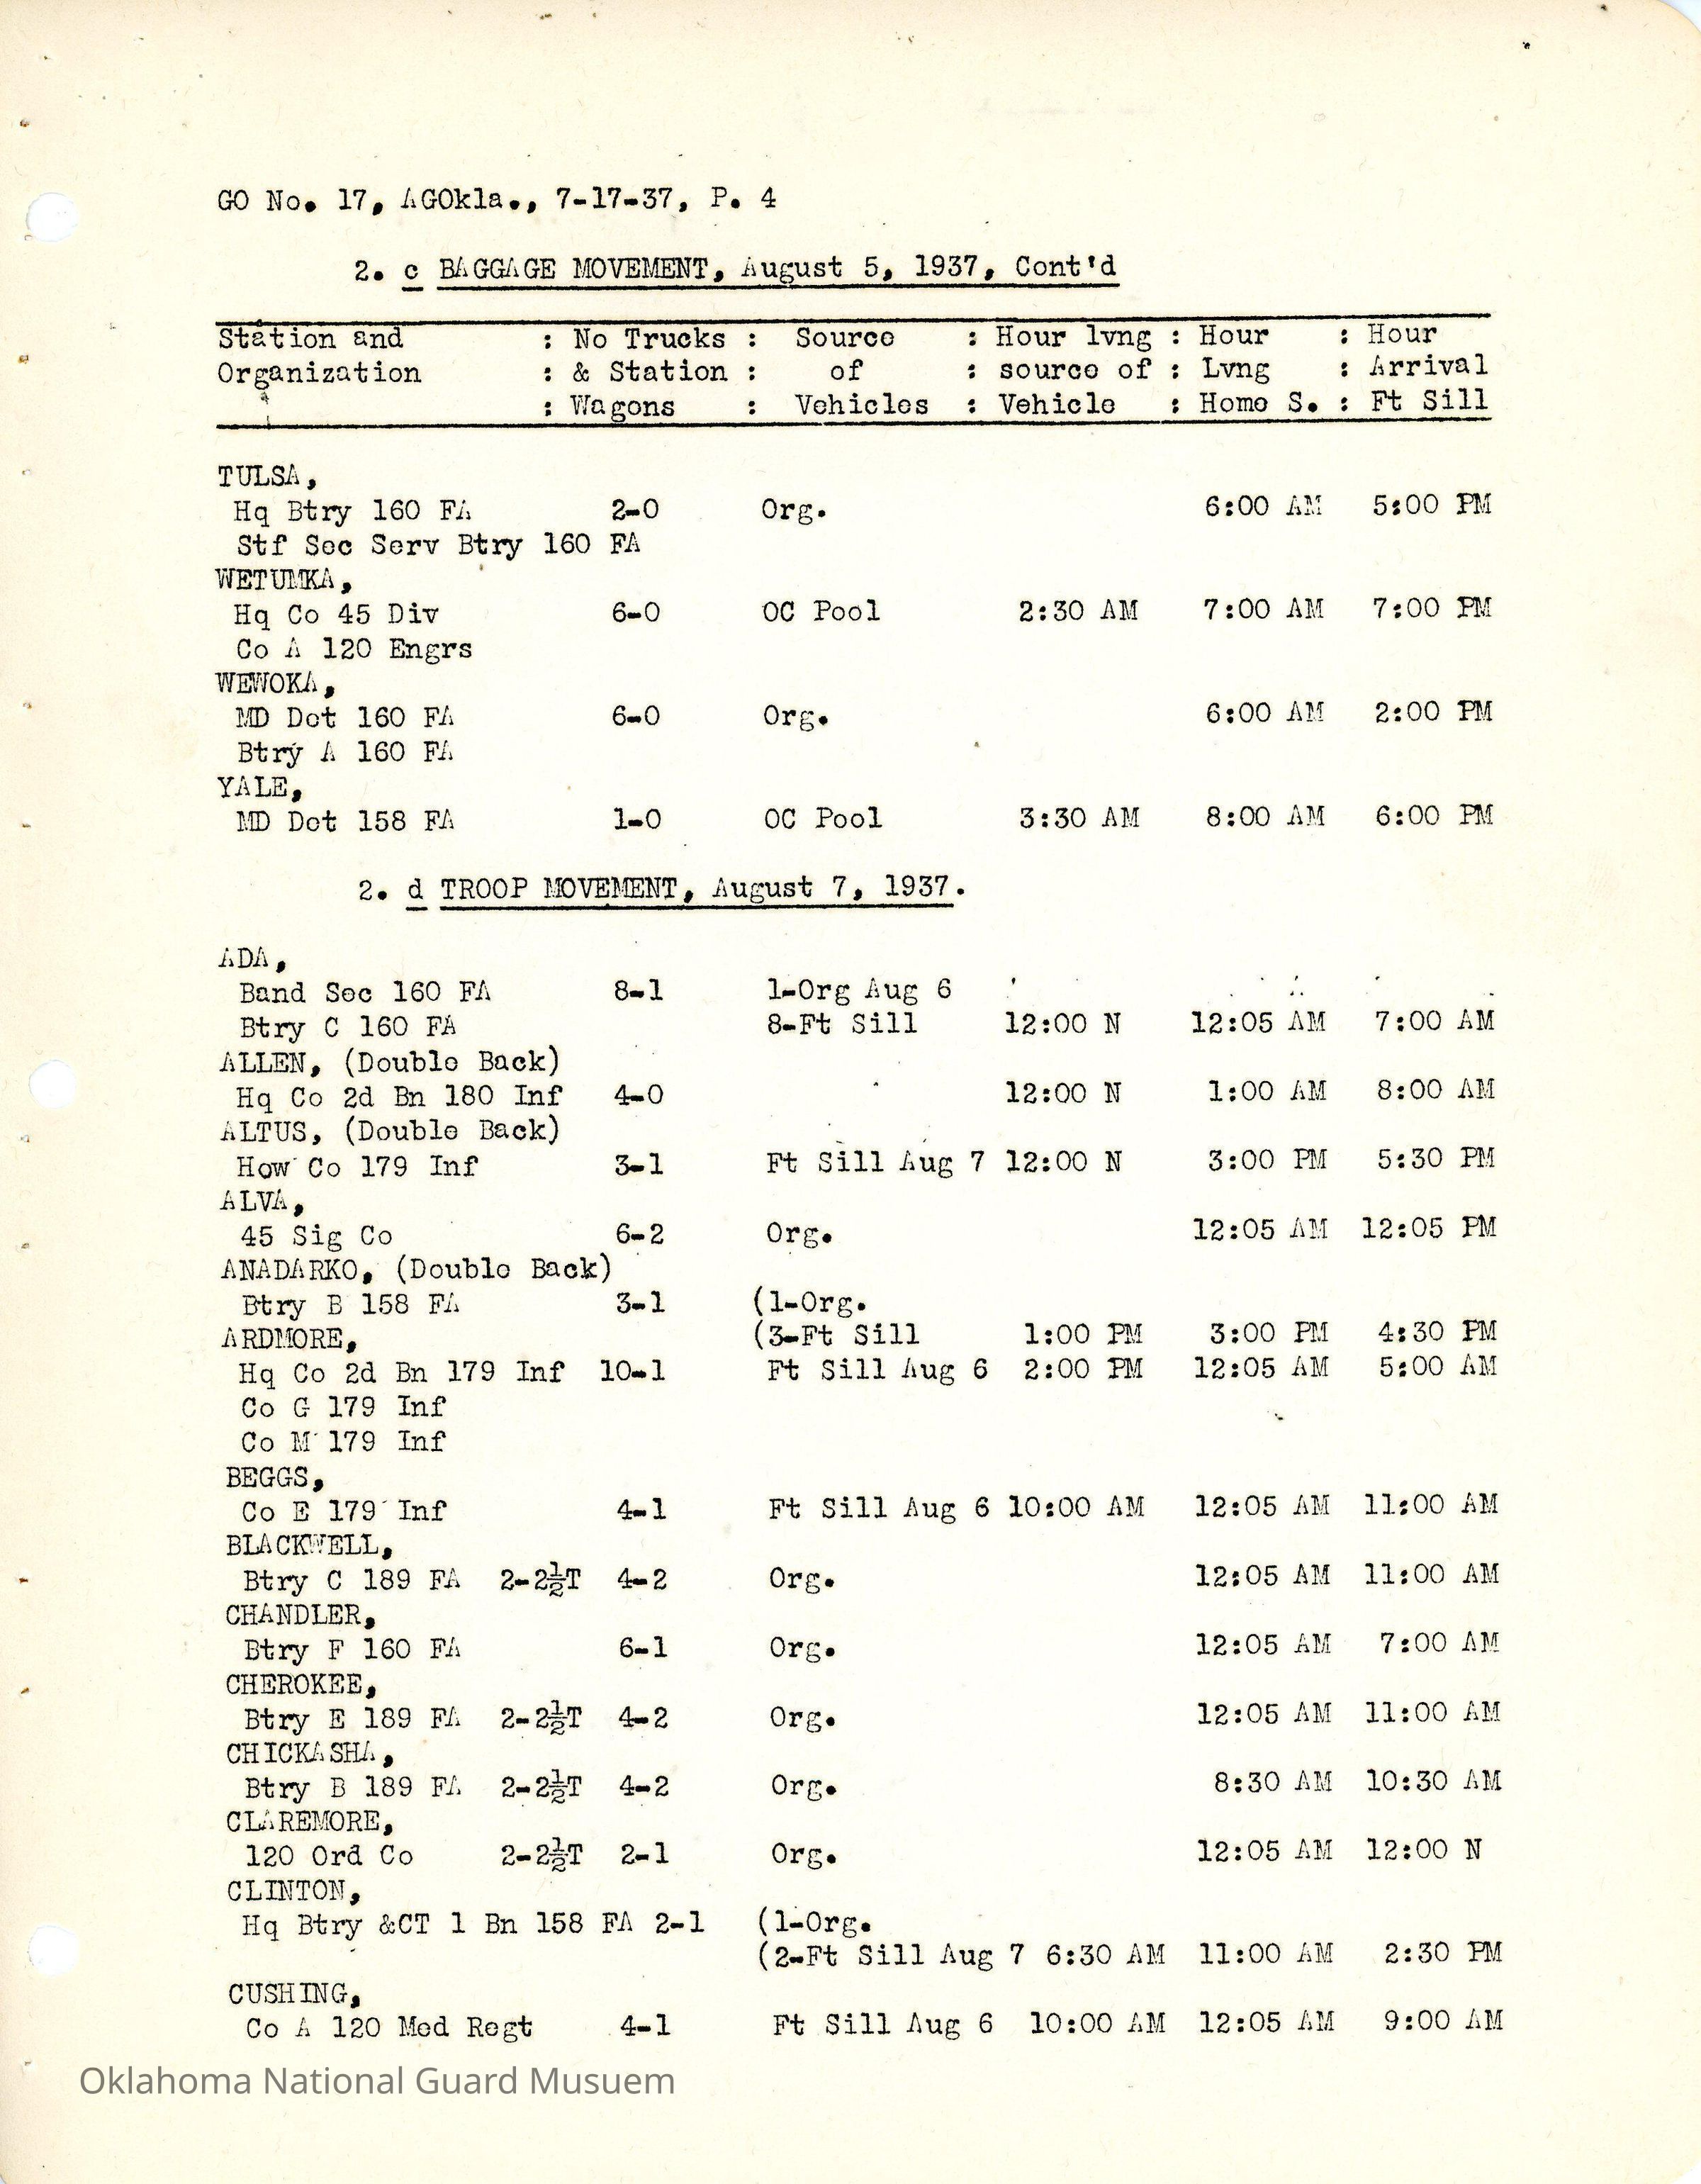 GO No. 17, AGOkla., 7-17-37, P. 4
2. c BAGGAGE MOVEMENT, August 5, 1937, Cont'd
Station and : No Trucks : Source : Hour lvng : Hour : Hour
Organization : & Station : of : source of : Lvng : Arrival
: Wagons : Vehicles : Vehicle : Home S. : Ft Sill
TULSA,
Hq Btry 160 FA 2-0 Org. 6:00 AM 5:00 PM
Stf Sec Serv Btry 160 FA
WETUMKA,
Hq Co 45 Div 6-0 OC Pool 2:30 AM 7:00 AM 7:00 PM
Co A 120 Engrs
WEWOKA,
MD Det 160 FA 6-0 Org. 6:00 AM 2:00 PM
Btry A 160 FA
YALE,
MD Det 158 FA 1-0 OC Pool 3:30 AM 8:00 AM 6:00 PM
2. d TROOP MOVEMENT, August 7, 1937.
ADA,
Band Sec 160 FA 8-1 1-Org Aug 6
Btry C 160 FA 8-Ft Sill 12:00 N 12:05 AM 7:00 AM
ALLEN, (Double Back)
Hq Co 2d Bn 180 Inf 4-0 12:00 N 1:00 AM 8:00 AM
ALTUS, (Double Back)
How Co 179 Inf 3-1 Ft Sill Aug 7 12:00 N 3:00 PM 5:30 PM
ALVA,
45 Sig Co 6-2 Org. 12:05 AM 12:05 PM
ANADARKO, (Double Back)
Btry B 158 FA 3-1 (1-Org.
ARDMORE, (3-Ft Sill 1:00 PM 3:00 PM 4:30 PM
Hq Co 2d Bn 179 Inf 10-1 Ft Sill Aug 6 2:00 PM 12:05 AM 5:00 AM
Co G 179 Inf
Co M 179 Inf
BEGGS,
Co E 179 Inf 4-1 Ft Sill Aug 6 10:00 AM 12:05 AM 11:00 AM
BLACKWELL,
Btry C 189 FA 2-2½T 4-2 Org. 12:05 AM 11:00 AM
CHANDLER,
Btry F 160 FA 6-1 Org. 12:05 AM 7:00 AM
CHEROKEE,
Btry E 189 FA 2-2½T 4-2 Org. 12:05 AM 11:00 AM
CHICKASHA,
Btry B 189 FA 2-2½T 4-2 Org. 8:30 AM 10:30 AM
CLAREMORE,
120 Ord Co 2-2½T 2-1 Org. 12:05 AM 12:00 N
CLINTON,
Hq Btry &CT 1 Bn 158 FA 2-1 (1-Org.
(2-Ft Sill Aug 7 6:30 AM 11:00 AM 2:30 PM
CUSHING,
Co A 120 Med Regt 4-1 Ft Sill Aug 6 10:00 AM 12:05 AM 9:00 AM
Oklahoma National Guard Musuem